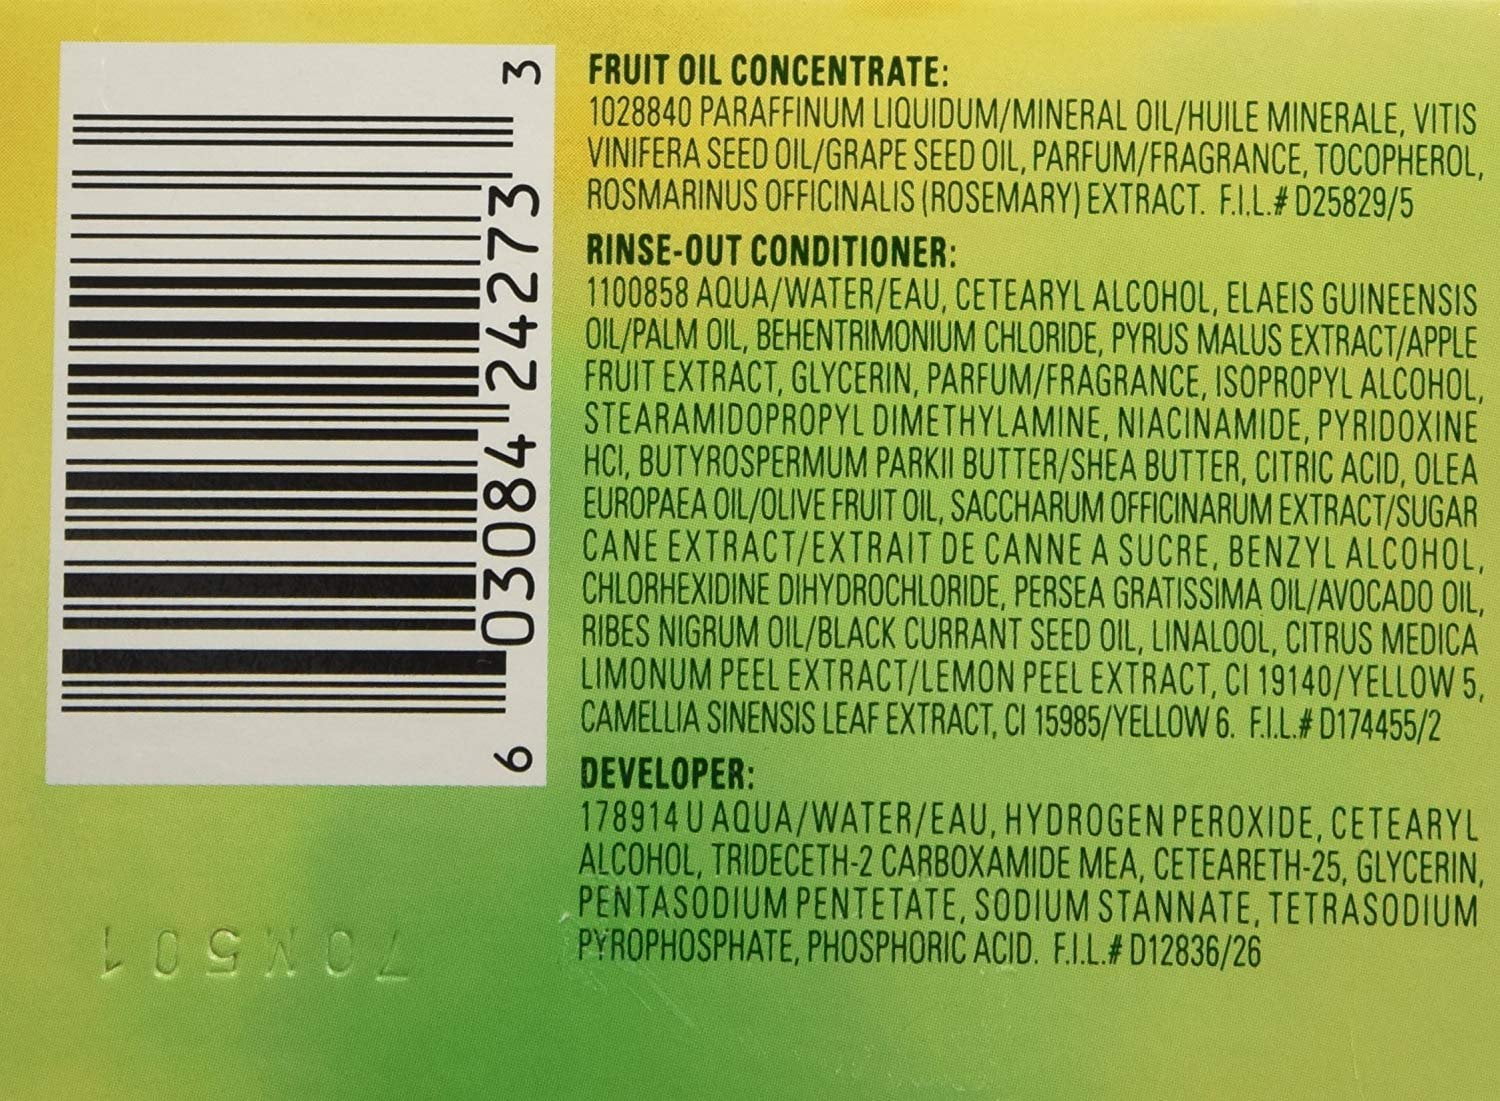 3
03084 24273
6
FRUIT OIL CONCENTRATE:
1028840 PARAFFINUM LIQUIDUM/MINERAL OIL/HUILE MINERALE, VITIS
VINIFERA SEED OIL/GRAPE SEED OIL, PARFUM/FRAGRANCE, TOCOPHEROL,
ROSMARINUS OFFICINALIS (ROSEMARY) EXTRACT. F.I.L.# D25829/5
RINSE-OUT CONDITIONER:
1100858 AQUA/WATER/EAU, CETEARYL ALCOHOL, ELAEIS GUINEENSIS
OIL/PALM OIL, BEHENTRIMONIUM CHLORIDE, PYRUS MALUS EXTRACT/APPLE
FRUIT EXTRACT, GLYCERIN, PARFUM/FRAGRANCE, ISOPROPYL ALCOHOL,
STEARAMIDOPROPYL DIMETHYLAMINE, NIACINAMIDE, PYRIDOXINE
HCl, BUTYROSPERMUM PARKII BUTTER/SHEA BUTTER, CITRIC ACID, OLEA
EUROPAEA OIL/OLIVE FRUIT OIL, SACCHARUM OFFICINARUM EXTRACT/SUGAR
CANE EXTRACT/EXTRAIT DE CANNE A SUCRE, BENZYL ALCOHOL,
CHLORHEXIDINE DIHYDROCHLORIDE, PERSEA GRATISSIMA OIL/AVOCADO OIL,
RIBES NIGRUM OIL/BLACK CURRANT SEED OIL, LINALOOL, CITRUS MEDICA
LIMONUM PEEL EXTRACT/LEMON PEEL EXTRACT, CI 19140/YELLOW 5,
CAMELLIA SINENSIS LEAF EXTRACT, CI 15985/YELLOW 6. F.I.L.# D174455/2
DEVELOPER:
178914 U AQUA/WATER/EAU, HYDROGEN PEROXIDE, CETEARYL
ALCOHOL, TRIDECETH-2 CARBOXAMIDE MEA, CETEARETH-25, GLYCERIN,
PENTASODIUM PENTETATE, SODIUM STANNATE, TETRASODIUM
PYROPHOSPHATE, PHOSPHORIC ACID. F.I.L.# D12836/26